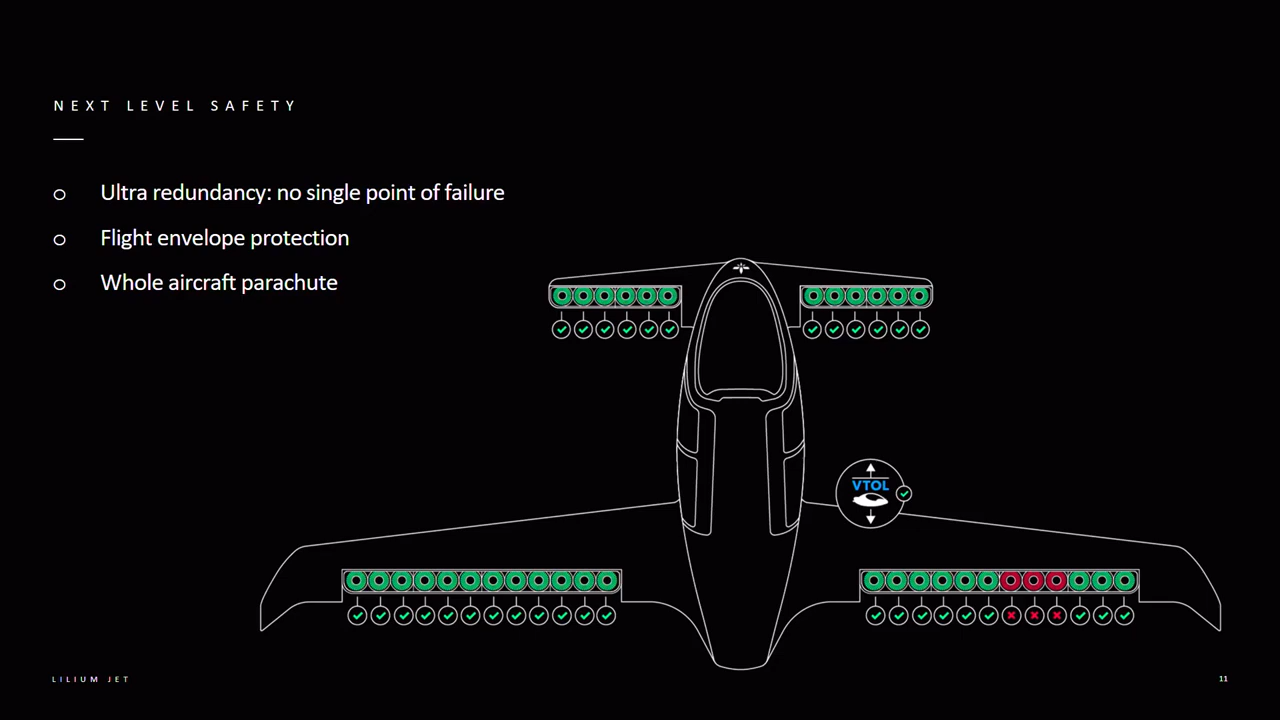 NEXT LEVEL SAFETY
o Ultra redundancy: no single point of failure
o Flight envelope protection
o Whole aircraft parachute
VTOL
LILIUM JET
11